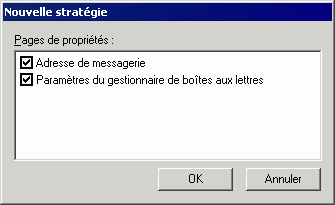 Nouvelle stratégie
Pages de propriétés :
Adresse de messagerie
Paramètres du gestionnaire de boîtes aux lettres
OK
Annuler